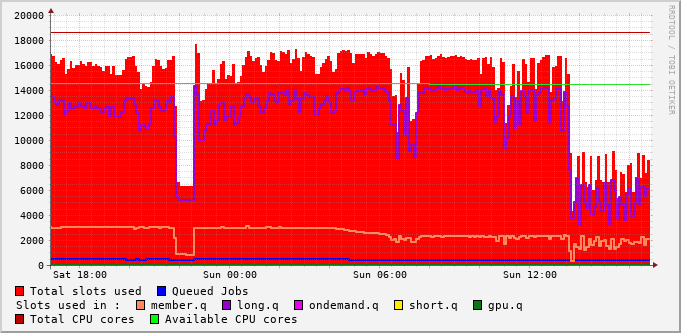 20000
18000
16000
14000
12000
10000
8000
6000
4000
2000
0
Sat 18:00 Sun 00:00 Sun 06:00 Sun 12:00
RRDTOOL / TOBI OETIKER
Total slots used Queued Jobs
Slots used in : member.q long.q ondemand.q short.q gpu.q
Total CPU cores Available CPU cores